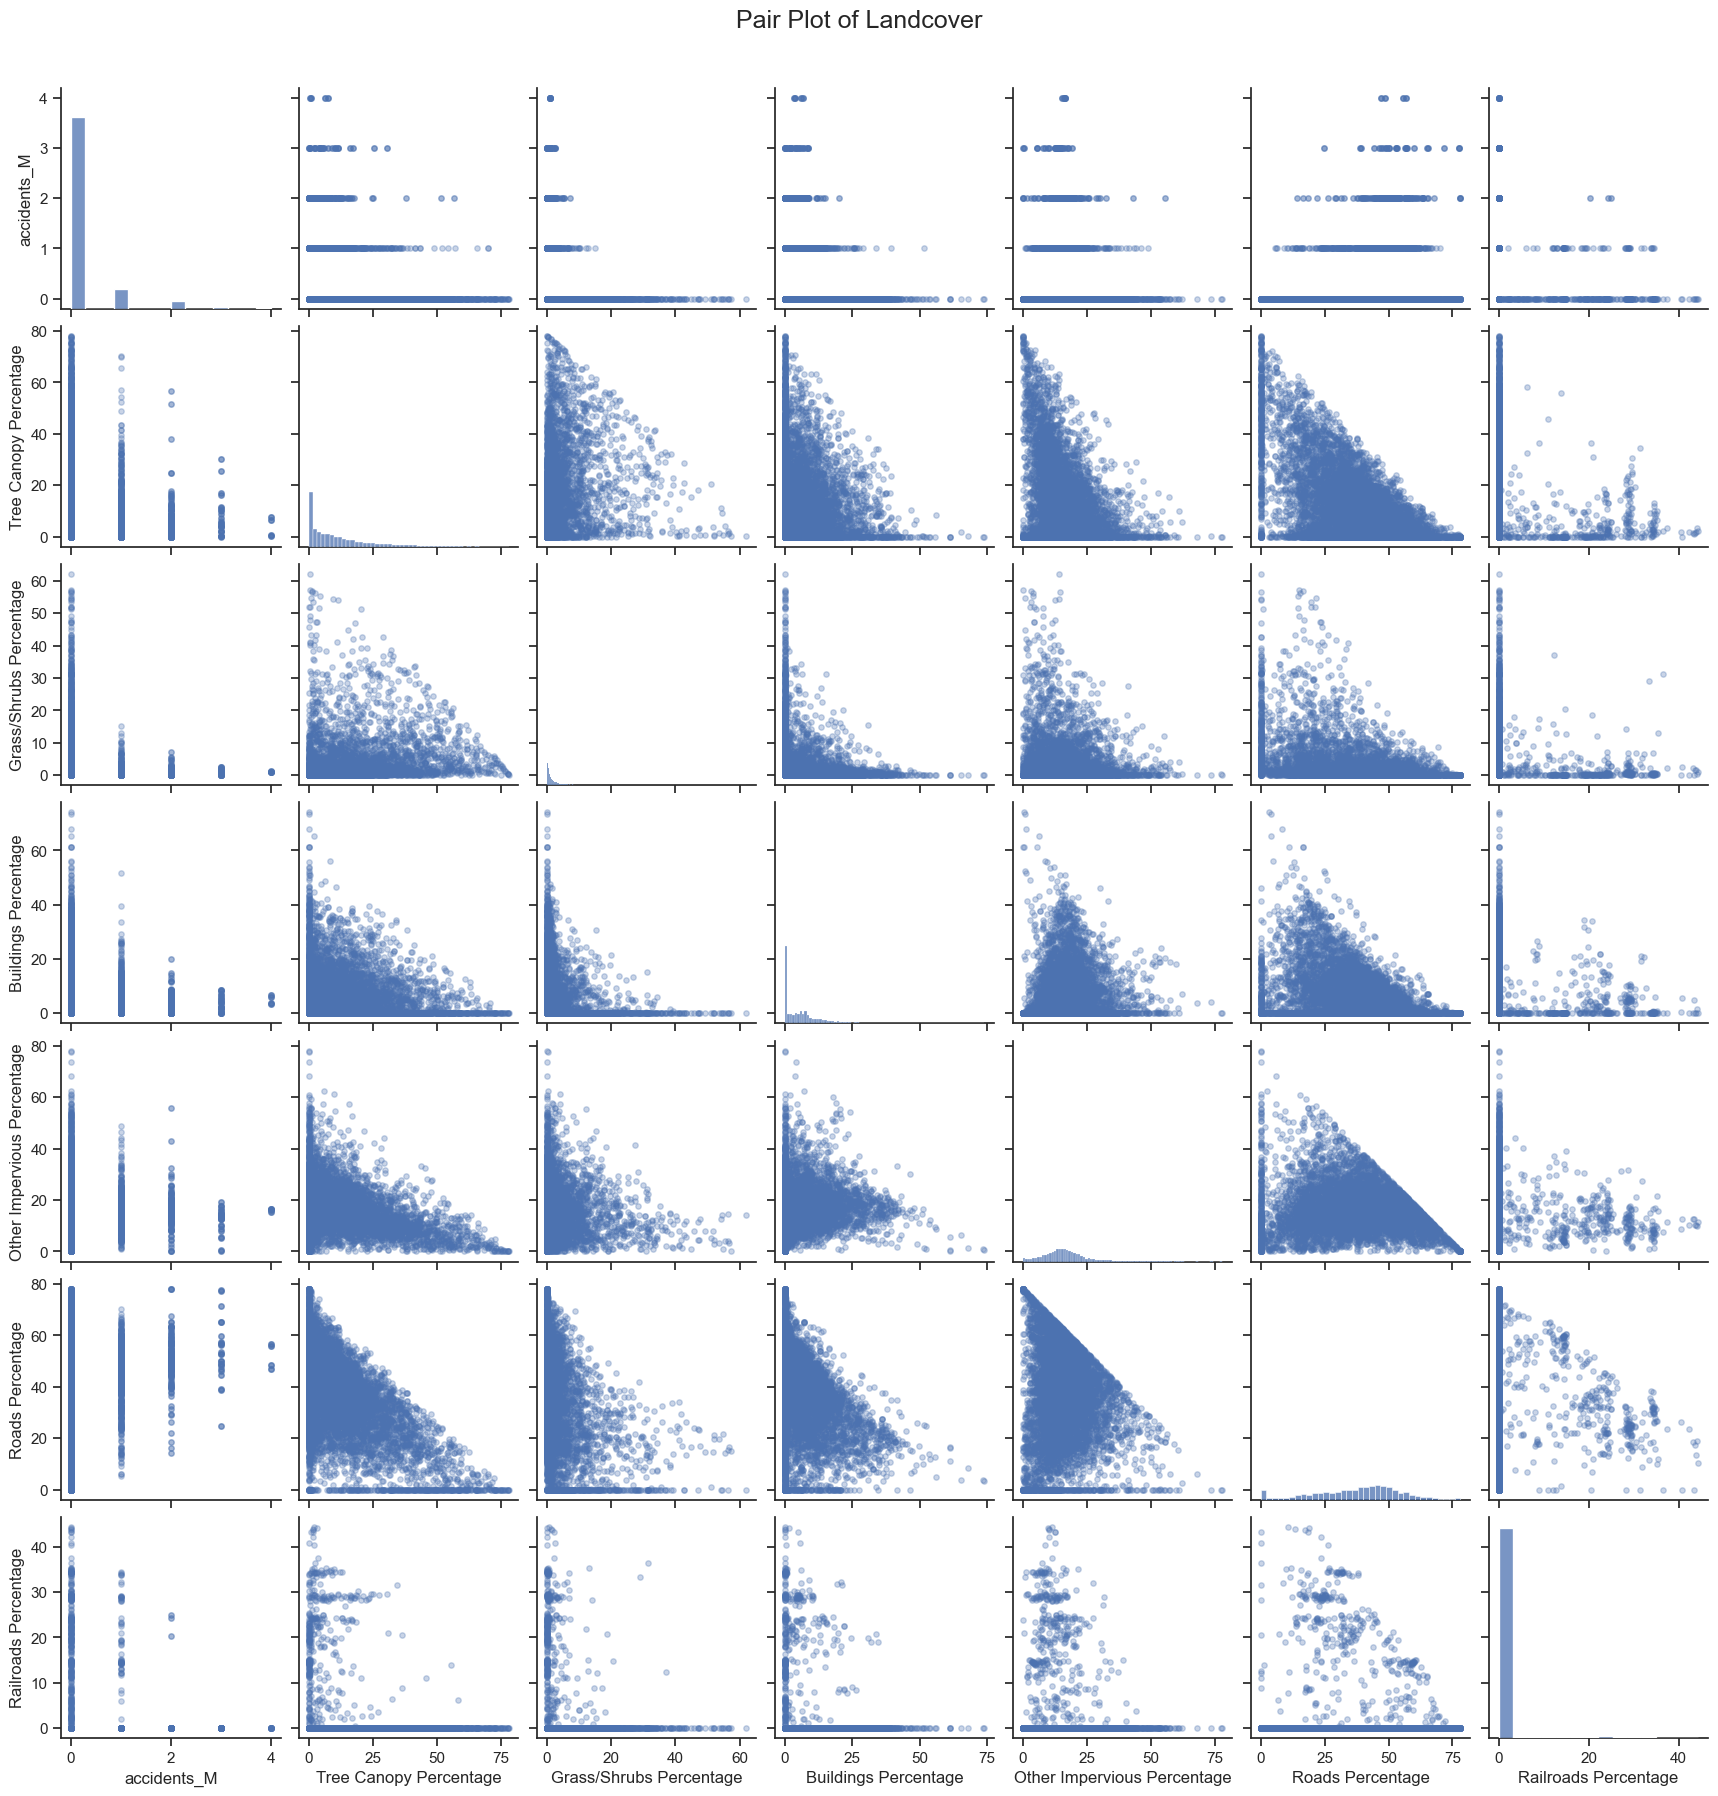 Pair Plot of Landcover
accidents_M
4
3
2
1
0
Tree Canopy Percentage
80
60
40
20
0
Grass/Shrubs Percentage
60
50
40
30
20
10
0
Buildings Percentage
60
40
20
0
Other Impervious Percentage
80
60
40
20
0
Roads Percentage
80
60
40
20
0
Railroads Percentage
40
30
20
10
0
0 2 4
0 25 50 75
0 20 40 60
0 25 50 75
0 25 50 75
0 25 50 75
0 20 40
accidents_M
Tree Canopy Percentage
Grass/Shrubs Percentage
Buildings Percentage
Other Impervious Percentage
Roads Percentage
Railroads Percentage